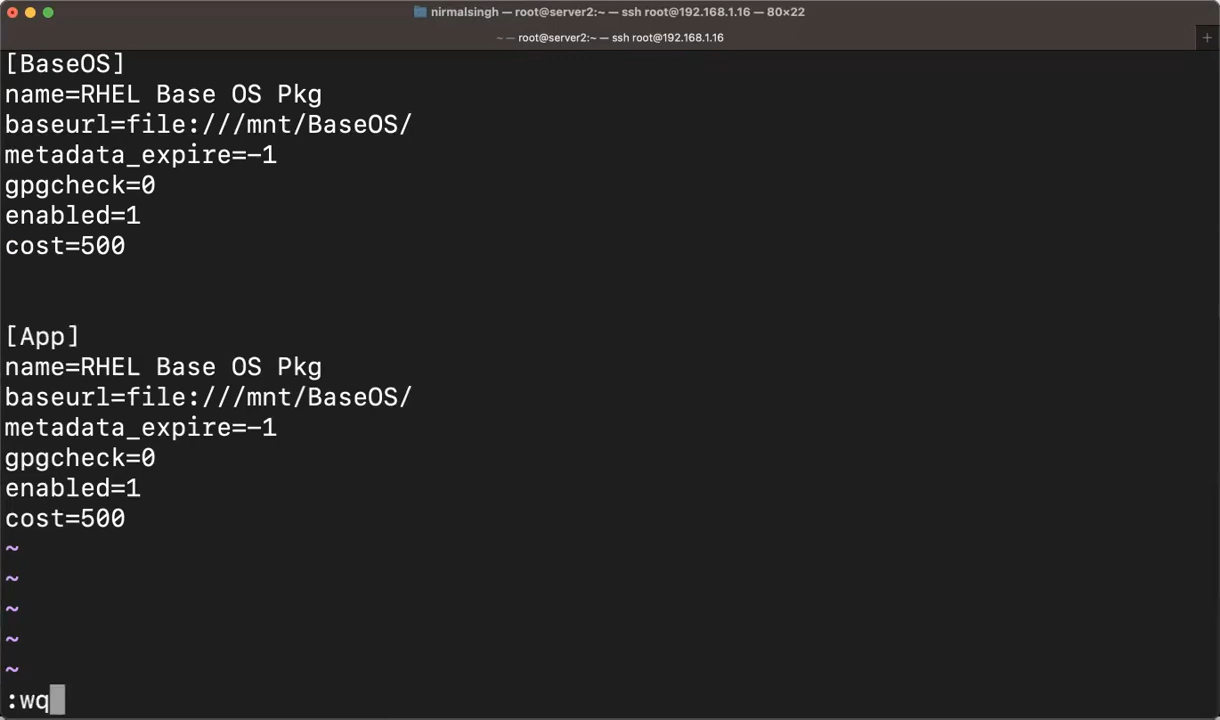 nirmalsingh — root@server2:~ — ssh root@192.168.1.16 — 80×22
~ — root@server2:~ — ssh root@192.168.1.16
+
[BaseOS]
name=RHEL Base OS Pkg
baseurl=file:///mnt/BaseOS/
metadata_expire=-1
gpgcheck=0
enabled=1
cost=500
[App]
name=RHEL Base OS Pkg
baseurl=file:///mnt/BaseOS/
metadata_expire=-1
gpgcheck=0
enabled=1
cost=500
~
~
~
~
~
:wq